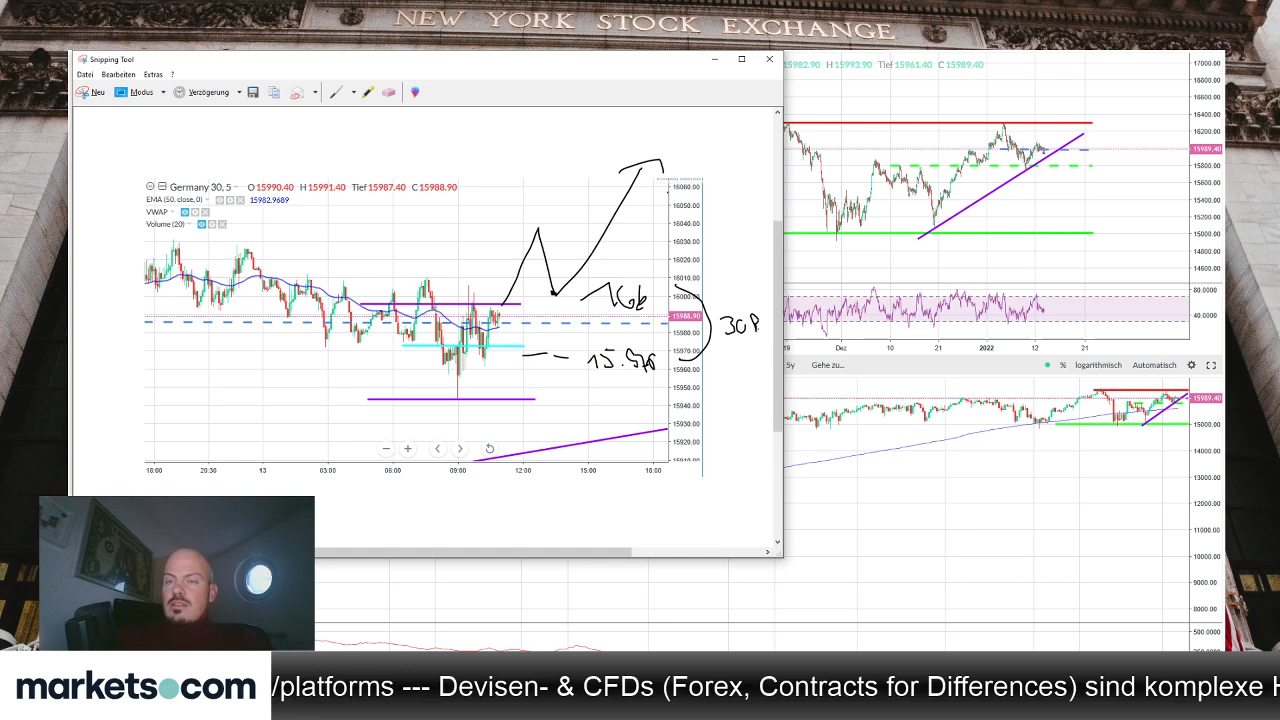 NEW YORK STOCK EXCHANGE
Snipping Tool
Datei Bearbeiten Extras ?
Neu Modus Verzögerung
Germany 30, 5 O 15990.40 H 15991.40 Tief 15987.40 C 15988.90
EMA (50, close, 0) 15982.9689
VWAP
Volume (20)
16060.00
16050.00
16040.00
16030.00
16020.00
16010.00
16000.00
15988.90
15980.00
15970.00
15960.00
15950.00
15940.00
15930.00
15920.00
15910.00
30P.
18:00 20:30 13 03:00 06:00 09:00 12:00 15:00 18:00
15982.90 H 15993.90 Tief 15961.40 C 15989.40
17000.00
16600.00
16400.00
16200.00
15989.40
15800.00
15600.00
15400.00
15200.00
15000.00
14800.00
14600.00
80.0000
40.0000
19 Dez 10 21 2022 12 21
5y Gehe zu... % logarithmisch Automatisch
15989.40
15000.00
14000.00
13000.00
12000.00
11000.00
10000.00
9000.00
8000.00
500.0000
markets.com
/platforms --- Devisen- & CFDs (Forex, Contracts for Differences) sind komplexe